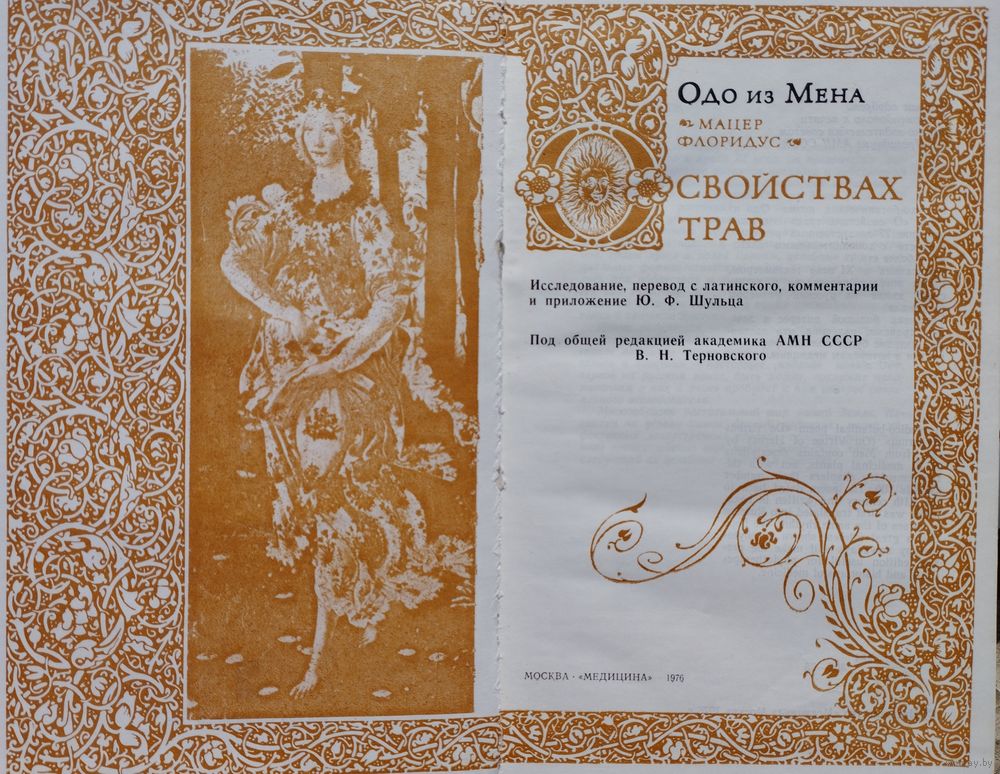 Одо из Мена
МАЦЕР
ФЛОРИДУС
О СВОЙСТВАХ
ТРАВ
Исследование, перевод с латинского, комментарии
и приложение Ю. Ф. Шульца
Под общей редакцией академика АМН СССР
В. Н. Терновского
МОСКВА · «МЕДИЦИНА» 1976